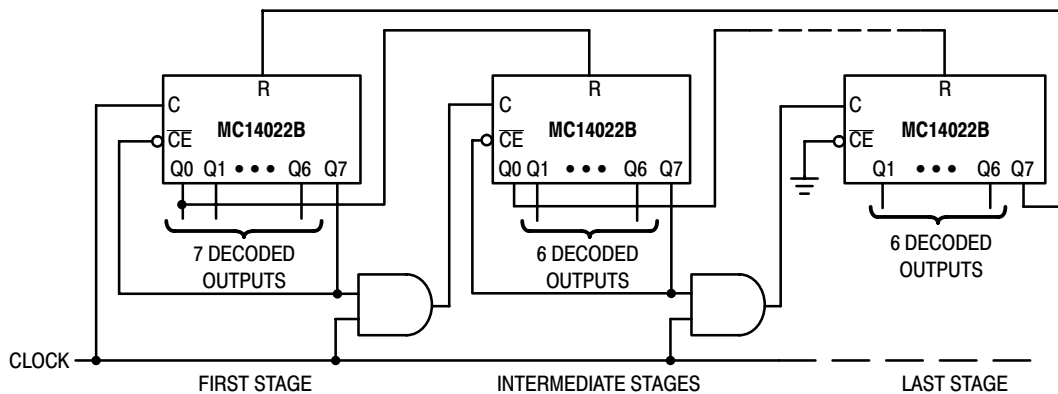 R
C
MC14022B
CE
Q0 Q1 ••• Q6 Q7
7 DECODED
OUTPUTS
R
C
MC14022B
CE
Q0 Q1 ••• Q6 Q7
6 DECODED
OUTPUTS
R
C
MC14022B
CE
Q1 ••• Q6 Q7
6 DECODED
OUTPUTS
CLOCK
FIRST STAGE
INTERMEDIATE STAGES
LAST STAGE